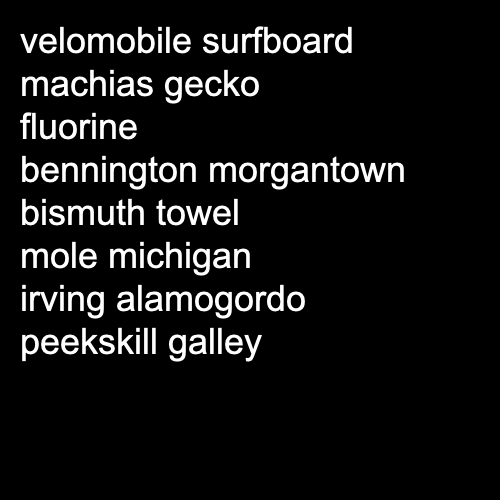 velomobile surfboard
machias gecko
fluorine
bennington morgantown
bismuth towel
mole michigan
irving alamogordo
peekskill galley